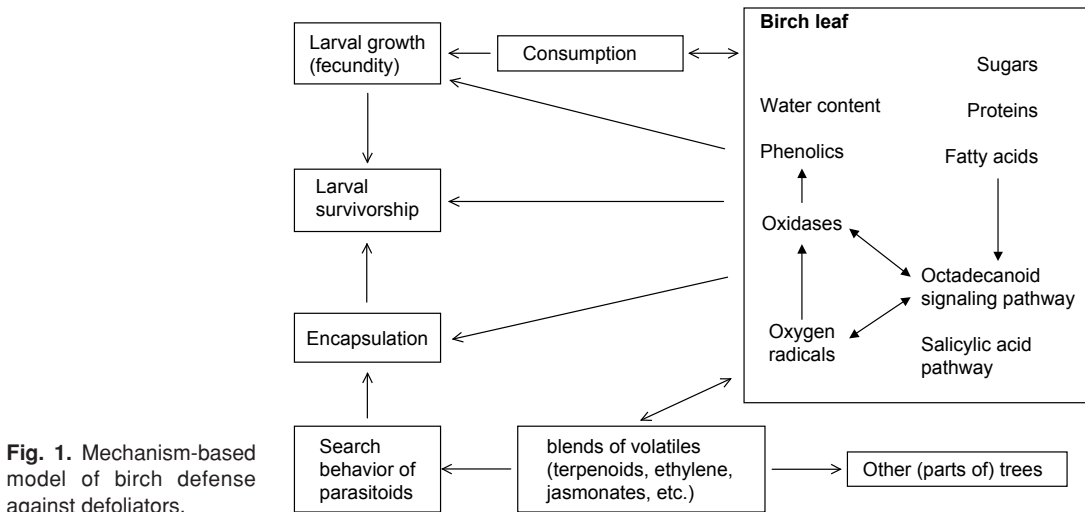 Larval growth
(fecundity)
Consumption
Larval
survivorship
Encapsulation
Search
behavior of
parasitoids
blends of volatiles
(terpenoids, ethylene,
jasmonates, etc.)
Other (parts of) trees
Birch leaf
Sugars
Water content
Proteins
Phenolics
Fatty acids
Oxidases
Octadecanoid
signaling pathway
Oxygen
radicals
Salicylic acid
pathway
Fig. 1. Mechanism-based
model of birch defense
against defoliators.